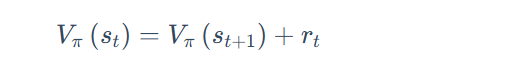 V_π (s_t) = V_π (s_{t+1}) + r_t